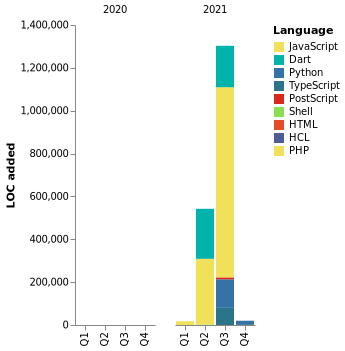 2020
2021
Language
JavaScript
Dart
Python
TypeScript
PostScript
Shell
HTML
HCL
PHP
LOC added
1,400,000
1,200,000
1,000,000
800,000
600,000
400,000
200,000
0
Q1
Q2
Q3
Q4
Q1
Q2
Q3
Q4